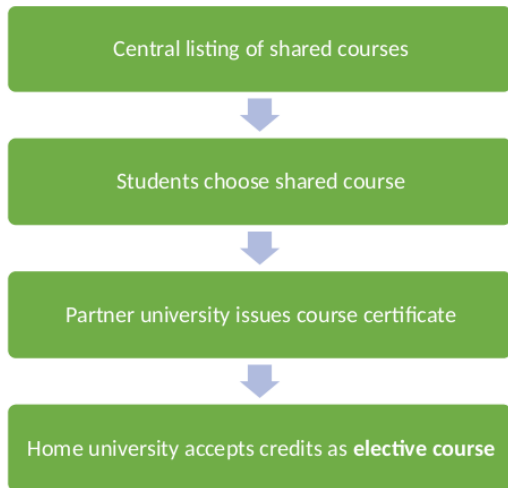 Central listing of shared courses
Students choose shared course
Partner university issues course certificate
Home university accepts credits as elective course